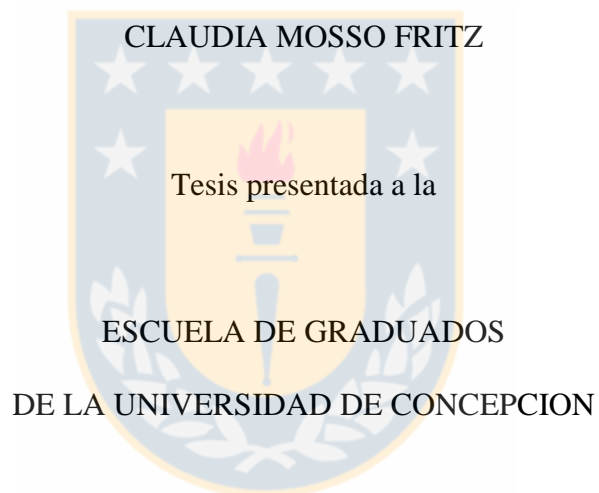 CLAUDIA MOSSO FRITZ
Tesis presentada a la
ESCUELA DE GRADUADOS
DE LA UNIVERSIDAD DE CONCEPCION